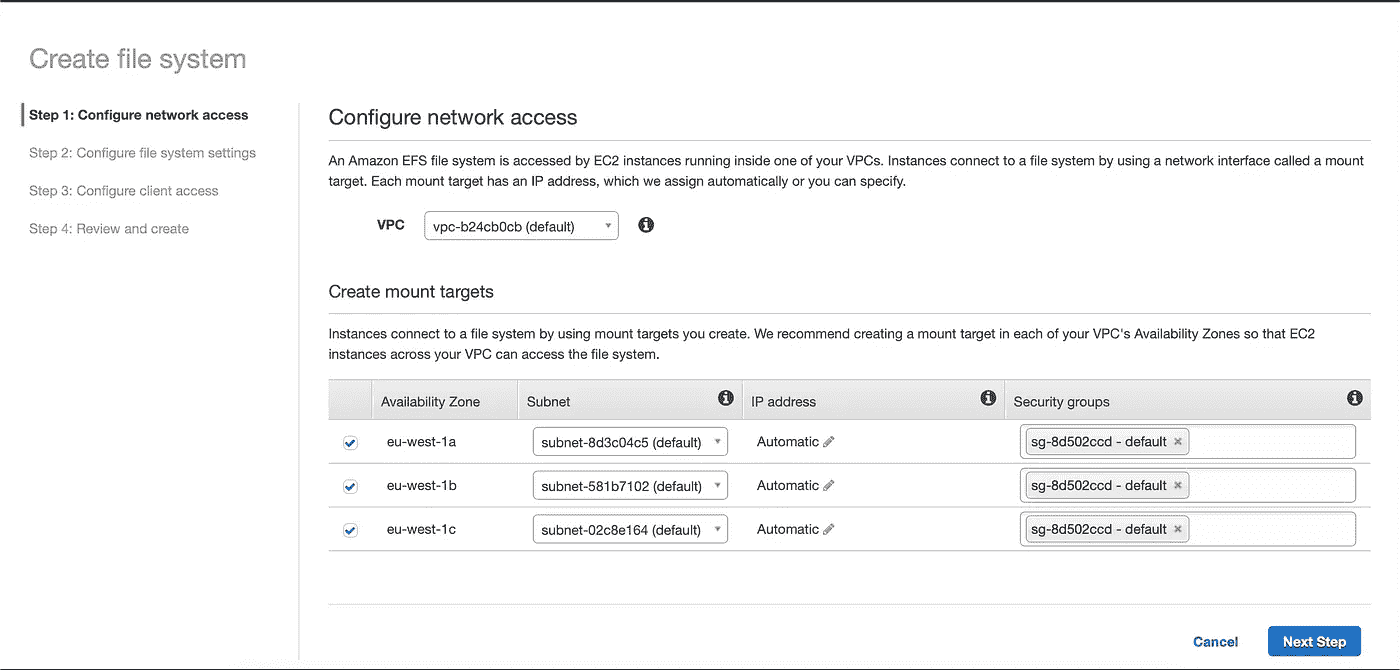 Create file system
Step 1: Configure network access
Step 2: Configure file system settings
Step 3: Configure client access
Step 4: Review and create
Configure network access
An Amazon EFS file system is accessed by EC2 instances running inside one of your VPCs. Instances connect to a file system by using a network interface called a mount
target. Each mount target has an IP address, which we assign automatically or you can specify.
VPC vpc-b24cb0cb (default)
Create mount targets
Instances connect to a file system by using mount targets you create. We recommend creating a mount target in each of your VPC's Availability Zones so that EC2
instances across your VPC can access the file system.
Availability Zone Subnet IP address Security groups
eu-west-1a subnet-8d3c04c5 (default) Automatic sg-8d502ccd - default
eu-west-1b subnet-581b7102 (default) Automatic sg-8d502ccd - default
eu-west-1c subnet-02c8e164 (default) Automatic sg-8d502ccd - default
Cancel Next Step